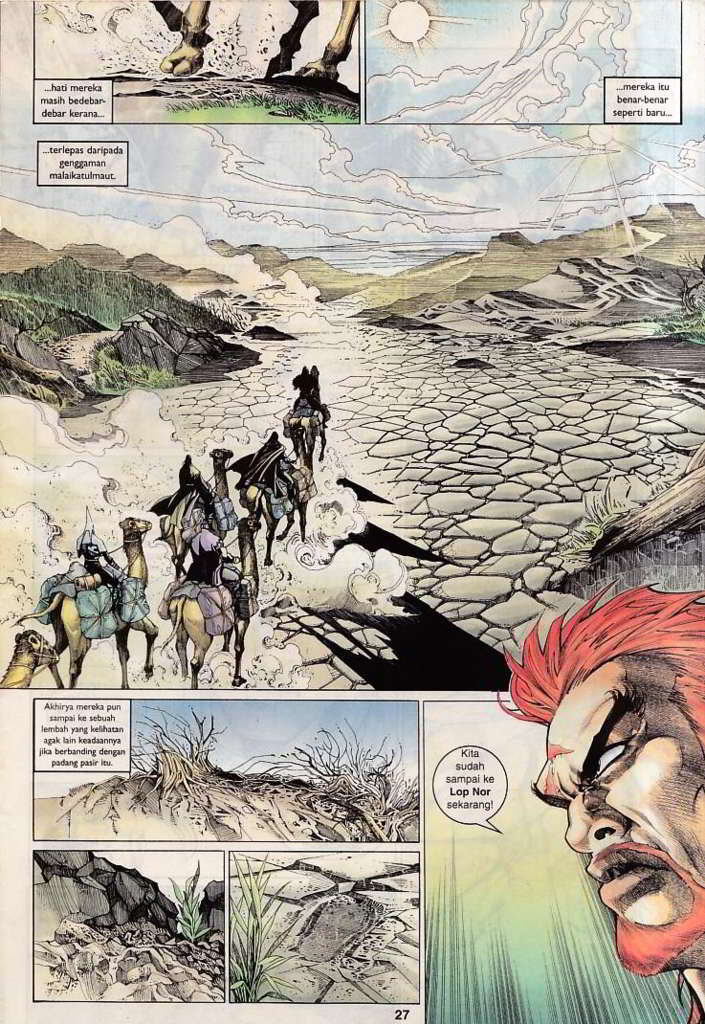 ...hati mereka
masih bedebar-
debar kerana...
...mereka itu
benar-benar
seperti baru...
...terlepas daripada
genggaman
malaikatulmaut.
Akhirya mereka pun
sampai ke sebuah
lembah yang kelihatan
agak lain keadaannya
jika berbanding dengan
padang pasir itu.
Kita
sudah
sampai ke
Lop Nor
sekarang!
27